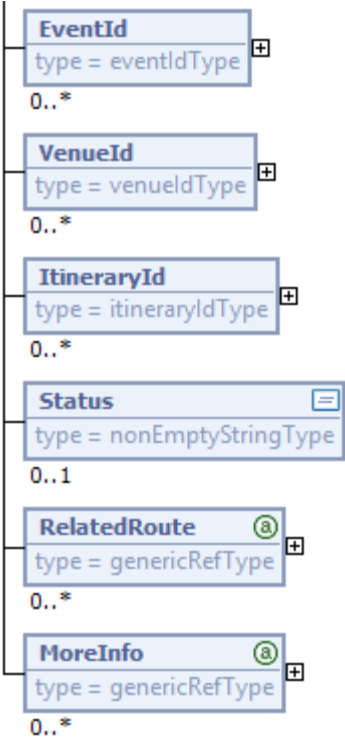 EventId
type = eventIdType
0..*
VenueId
type = venueIdType
0..*
ItineraryId
type = itineraryIdType
0..*
Status
type = nonEmptyStringType
0..1
RelatedRoute a
type = genericRefType
0..*
MoreInfo a
type = genericRefType
0..*